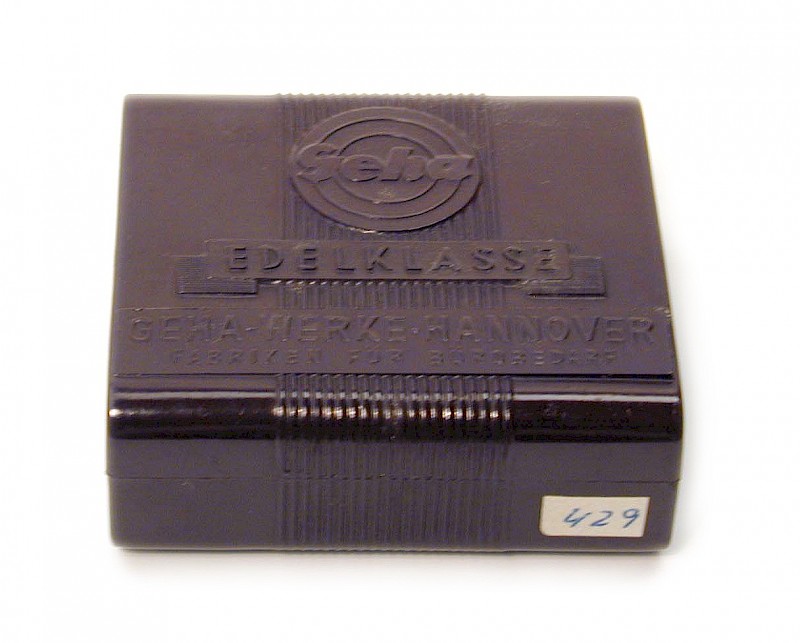 Geha
EDELKLASSE
GEHA-WERKE·HANNOVER
FABRIKEN FÜR BÜROBEDARF
429